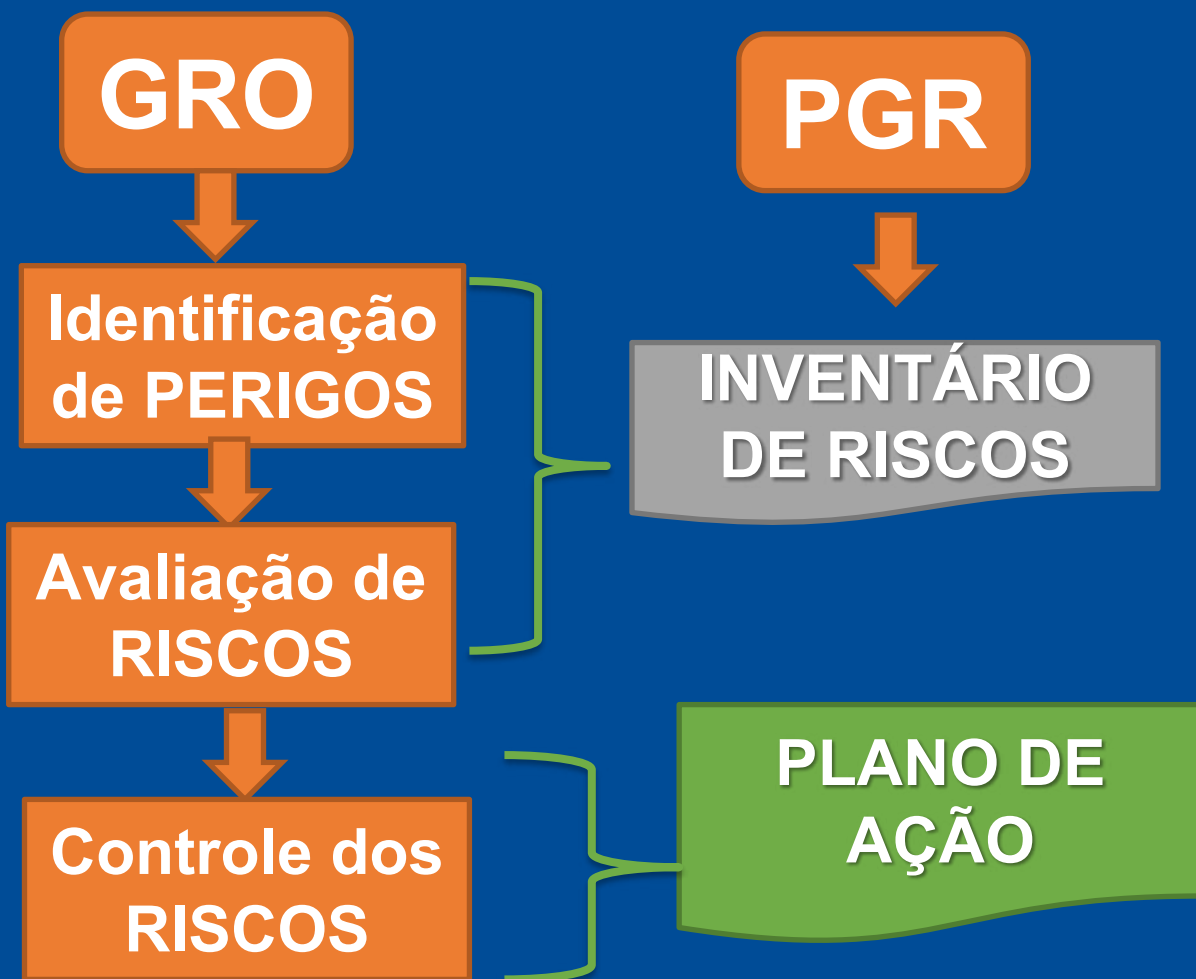 GRO
Identificação
de PERIGOS
Avaliação de
RISCOS
Controle dos
RISCOS
PGR
INVENTÁRIO
DE RISCOS
PLANO DE
AÇÃO